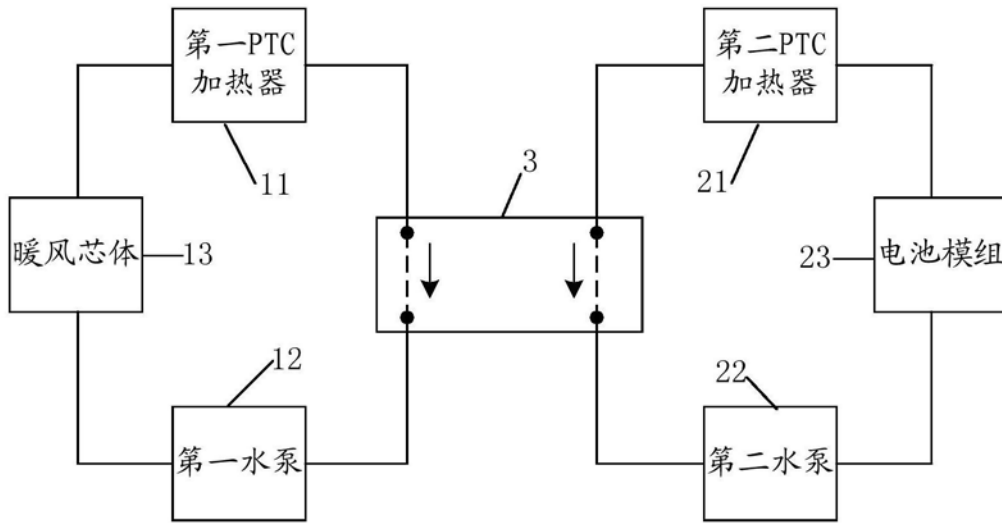 第一PTC
加热器
第二PTC
加热器
11
3
21
暖风芯体
13
23
电池模组
12
22
第一水泵
第二水泵